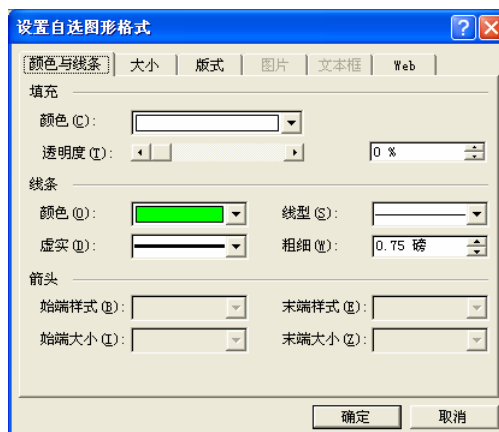 设置自选图形格式
颜色与线条 大小 版式 图片 文本框 Web
填充
颜色(C):
透明度(T): 0 %
线条
颜色(O): 线型(S):
虚实(D): 粗细(W): 0.75 磅
箭头
始端样式(B): 末端样式(E):
始端大小(I): 末端大小(Z):
确定 取消